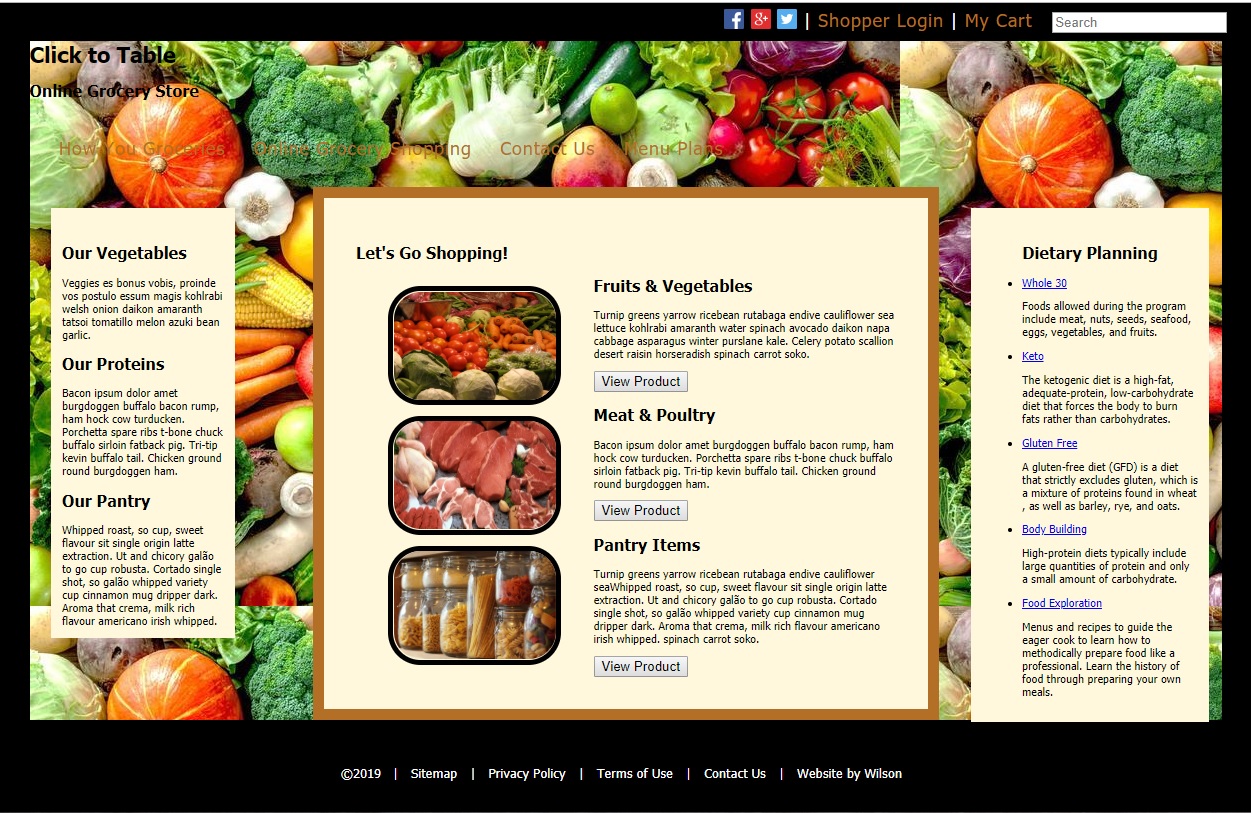 | Shopper Login | My Cart
Search
Click to Table
Online Grocery Store
How You Groceries | Online Grocery Shopping Contact Us Menu Plans
Our Vegetables
Veggies es bonus vobis, proinde
vos postulo essum magis kohlrabi
welsh onion daikon amaranth
tatsoi tomatillo melon azuki bean
garlic.
Our Proteins
Bacon ipsum dolor amet
burgdoggen buffalo bacon rump,
ham hock cow turducken.
Porchetta spare ribs t-bone chuck
buffalo sirloin fatback pig. Tri-tip
kevin buffalo tail. Chicken ground
round burgdoggen ham.
Our Pantry
Whipped roast, so cup, sweet
flavour sit single origin latte
extraction. Ut and chicory galão
to go cup robusta. Cortado single
shot, so galão whipped variety
cup cinnamon mug dripper dark.
Aroma that crema, milk rich
flavour americano irish whipped.
Let's Go Shopping!
Fruits & Vegetables
Turnip greens yarrow ricebean rutabaga endive cauliflower sea
lettuce kohlrabi amaranth water spinach avocado daikon napa
cabbage asparagus winter purslane kale. Celery potato scallion
desert raisin horseradish spinach carrot soko.
View Product
Meat & Poultry
Bacon ipsum dolor amet burgdoggen buffalo bacon rump, ham
hock cow turducken. Porchetta spare ribs t-bone chuck buffalo
sirloin fatback pig. Tri-tip kevin buffalo tail. Chicken ground
round burgdoggen ham.
View Product
Pantry Items
Turnip greens yarrow ricebean rutabaga endive cauliflower
seaWhipped roast, so cup, sweet flavour sit single origin latte
extraction. Ut and chicory galão to go cup robusta. Cortado
single shot, so galão whipped variety cup cinnamon mug
dripper dark. Aroma that crema, milk rich flavour americano
irish whipped. spinach carrot soko.
View Product
Dietary Planning
• Whole 30
Foods allowed during the program
include meat, nuts, seeds, seafood,
eggs, vegetables, and fruits.
• Keto
The ketogenic diet is a high-fat,
adequate-protein, low-carbohydrate
diet that forces the body to burn
fats rather than carbohydrates.
• Gluten Free
A gluten-free diet (GFD) is a diet
that strictly excludes gluten, which is
a mixture of proteins found in wheat
, as well as barley, rye, and oats.
• Body Building
High-protein diets typically include
large quantities of protein and only
a small amount of carbohydrate.
• Food Exploration
Menus and recipes to guide the
eager cook to learn how to
methodically prepare food like a
professional. Learn the history of
food through preparing your own
meals.
©2019 | Sitemap | Privacy Policy | Terms of Use | Contact Us | Website by Wilson